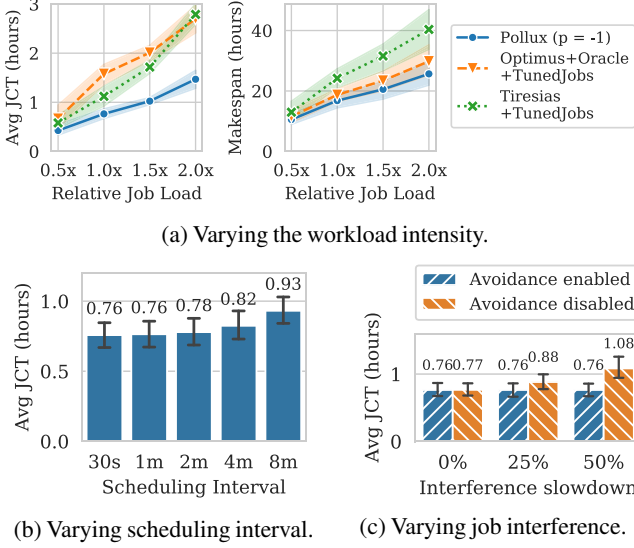 3
2
1
0
Avg JCT (hours)
0.5x 1.0x 1.5x 2.0x
Relative Job Load
40
20
0
Makespan (hours)
0.5x 1.0x 1.5x 2.0x
Relative Job Load
Pollux (p = -1)
Optimus+Oracle
+TunedJobs
Tiresias
+TunedJobs
(a) Varying the workload intensity.
Avg JCT (hours)
1.0
0.5
0.0
0.76 0.76 0.78 0.82 0.93
30s 1m 2m 4m 8m
Scheduling Interval
(b) Varying scheduling interval.
Avoidance enabled
Avoidance disabled
Avg JCT (hours)
1
0
0.76 0.77 0.76 0.88 0.76 1.08
0% 25% 50%
Interference slowdown
(c) Varying job interference.